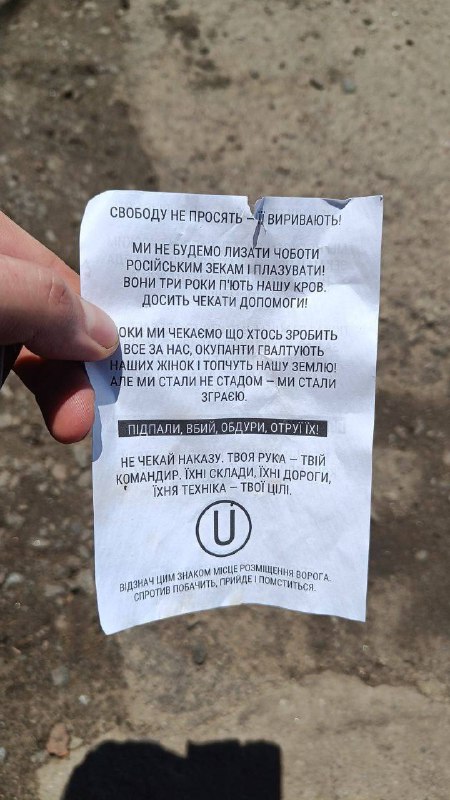 СВОБОДУ НЕ ПРОСЯТЬ – ЇЇ ВИРИВАЮТЬ!
МИ НЕ БУДЕМО ЛИЗАТИ ЧОБОТИ
РОСІЙСЬКИМ ЗЕКАМ І ПЛАЗУВАТИ!
ВОНИ ТРИ РОКИ П'ЮТЬ НАШУ КРОВ.
ДОСИТЬ ЧЕКАТИ ДОПОМОГИ!
ОКИ МИ ЧЕКАЄМО ЩО ХТОСЬ ЗРОБИТЬ
ВСЕ ЗА НАС, ОКУПАНТИ ГВАЛТУЮТЬ
НАШИХ ЖІНОК І ТОПЧУТЬ НАШУ ЗЕМЛЮ!
АЛЕ МИ СТАЛИ НЕ СТАДОМ – МИ СТАЛИ
ЗГРАЄЮ.
ПІДПАЛИ, ВБИЙ, ОБДУРИ, ОТРУЇ ЇХ!
НЕ ЧЕКАЙ НАКАЗУ. ТВОЯ РУКА – ТВІЙ
КОМАНДИР. ЇХНІ СКЛАДИ, ЇХНІ ДОРОГИ,
ЇХНЯ ТЕХНІКА – ТВОЇ ЦІЛІ.
Ú
ВІДЗНАЧ ЦИМ ЗНАКОМ МІСЦЕ РОЗМІЩЕННЯ ВОРОГА.
СПРОТИВ ПОБАЧИТЬ, ПРИЙДЕ І ПОМСТИТЬСЯ.